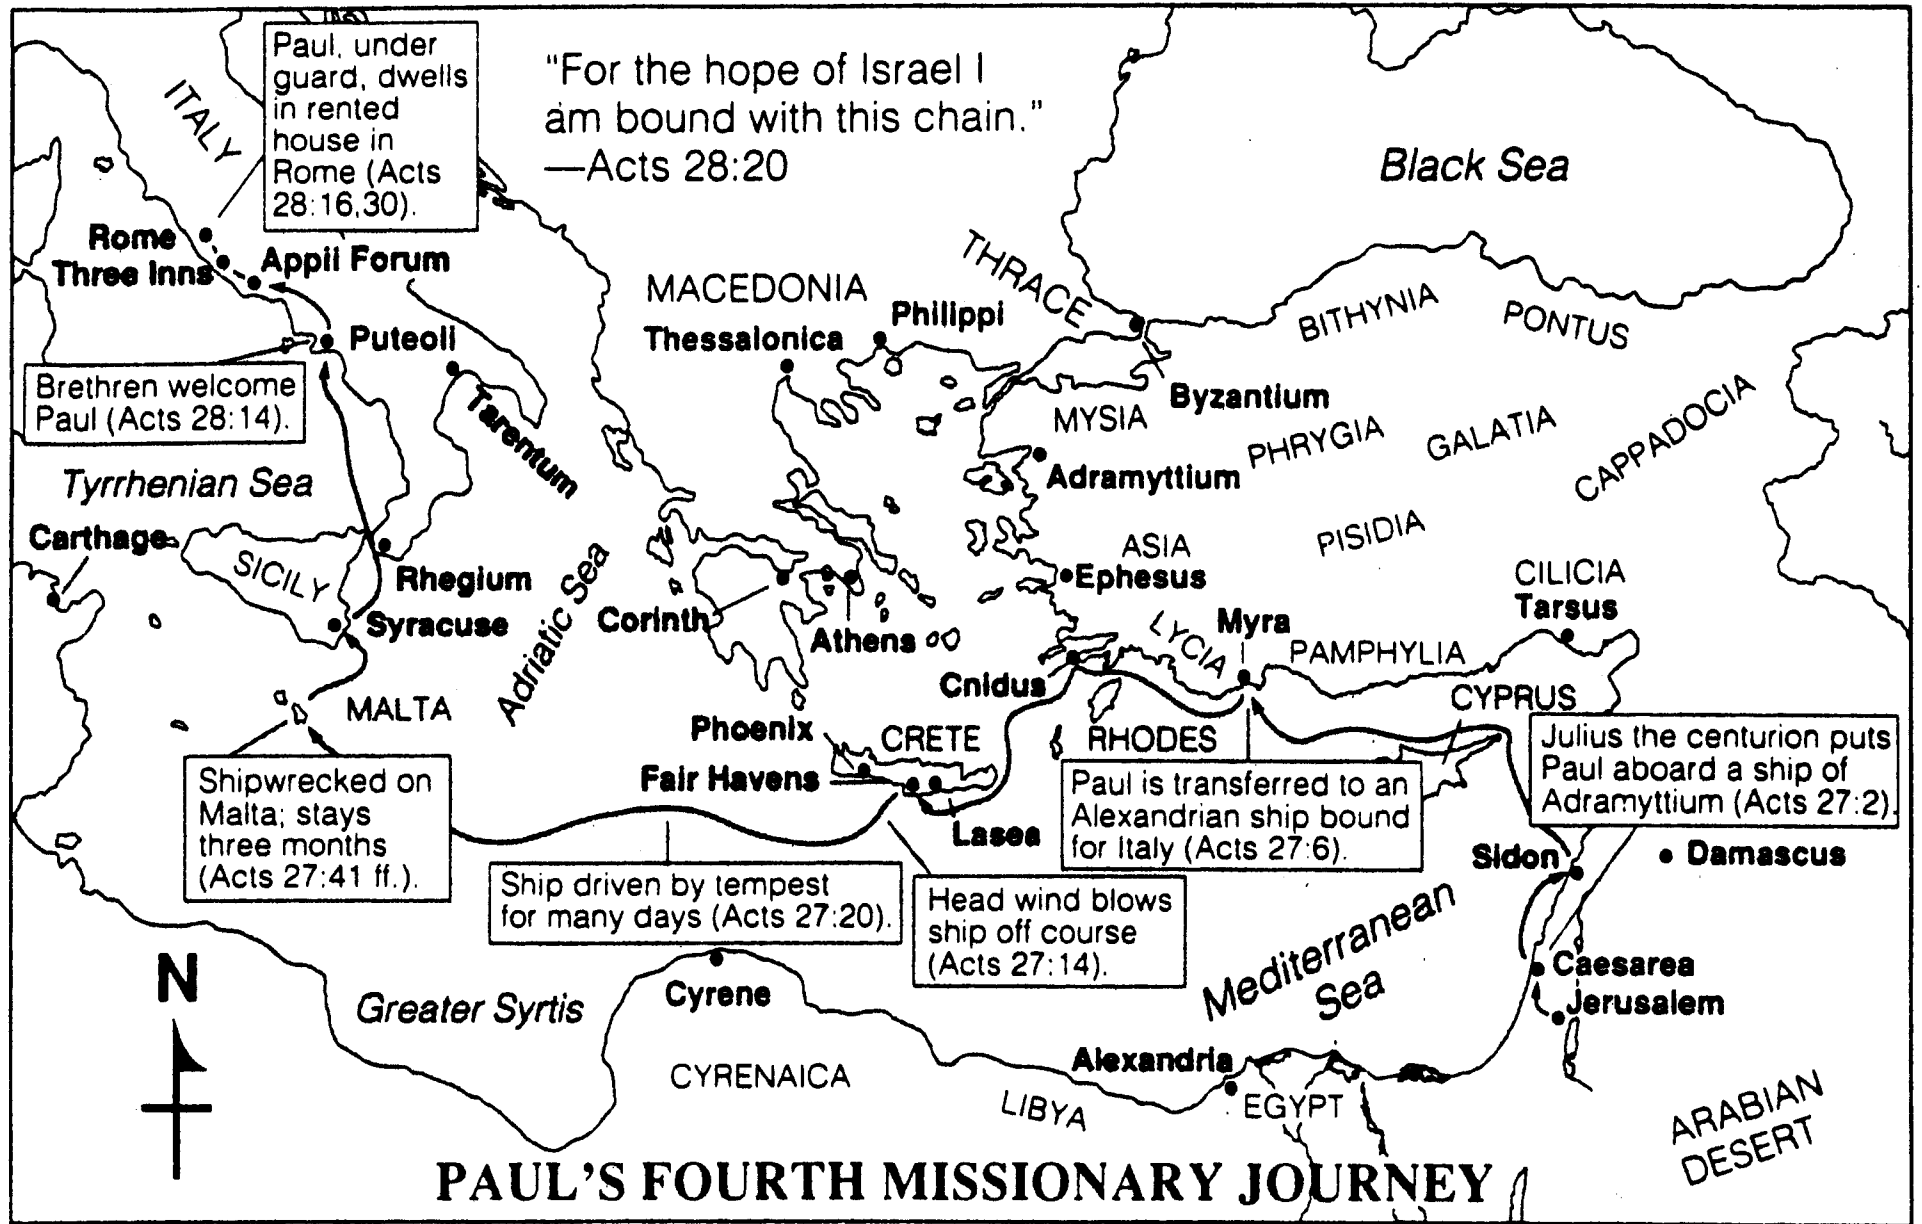 Paul, under
guard, dwells
in rented
house in
Rome (Acts
28:16,30).
"For the hope of Israel I
am bound with this chain."
—Acts 28:20
ITALY
Black Sea
Rome
Three Inns
Appii Forum
MACEDONIA
THRACE
Philippi
Thessalonica
BITHYNIA
PONTUS
Puteoli
Brethren welcome
Paul (Acts 28:14).
Tarentum
Byzantium
MYSIA
PHRYGIA
GALATIA
CAPPADOCIA
Adramyttium
Tyrrhenian Sea
Carthage
SICILY
Rhegium
Syracuse
Adriatic Sea
Corinth
Athens
ASIA
Ephesus
PISIDIA
CILICIA
Tarsus
LYCIA
Myra
PAMPHYLIA
Cnidus
CYPRUS
MALTA
Phoenix
CRETE
RHODES
Fair Havens
Lasea
Julius the centurion puts
Paul aboard a ship of
Adramyttium (Acts 27:2).
Paul is transferred to an
Alexandrian ship bound
for Italy (Acts 27:6).
Shipwrecked on
Malta; stays
three months
(Acts 27:41 ff.).
Ship driven by tempest
for many days (Acts 27:20).
Head wind blows
ship off course
(Acts 27:14).
Sidon
Damascus
Mediterranean
Sea
Caesarea
Jerusalem
N
Greater Syrtis
Cyrene
CYRENAICA
LIBYA
Alexandria
EGYPT
ARABIAN
DESERT
PAUL'S FOURTH MISSIONARY JOURNEY